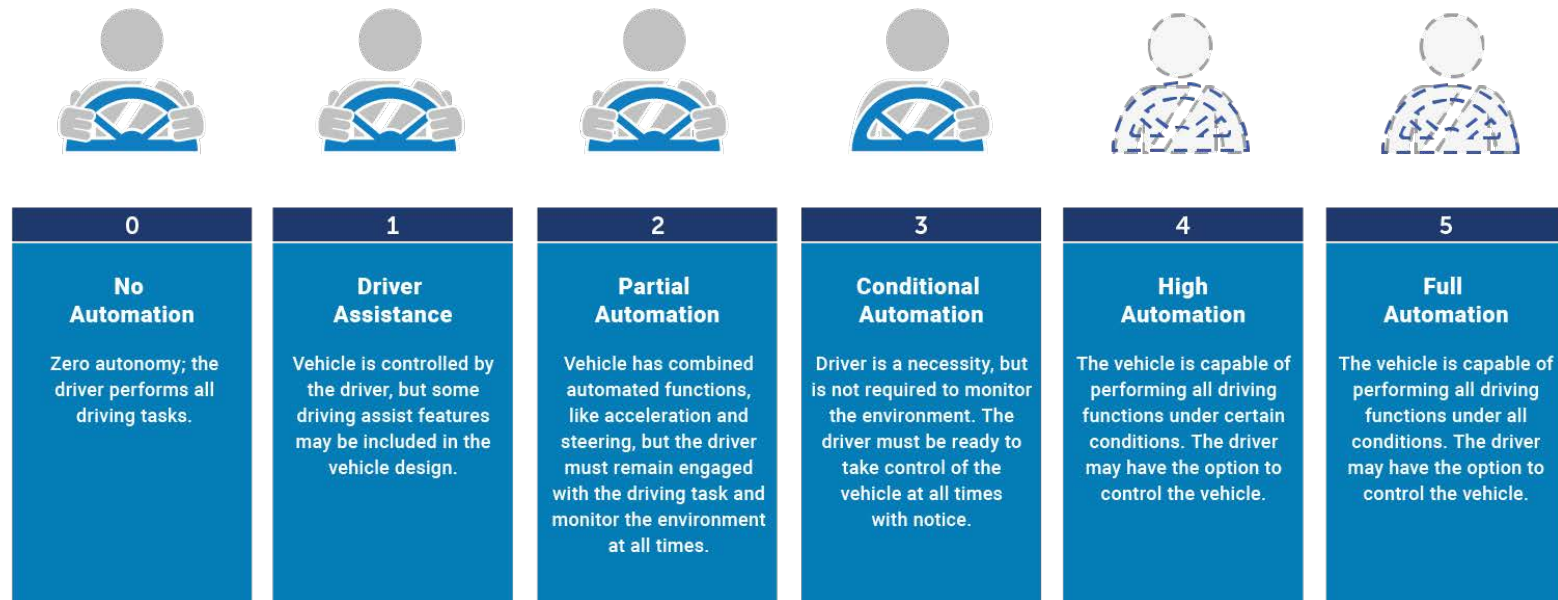 0
No
Automation
Zero autonomy; the
driver performs all
driving tasks.
1
Driver
Assistance
Vehicle is controlled by
the driver, but some
driving assist features
may be included in the
vehicle design.
2
Partial
Automation
Vehicle has combined
automated functions,
like acceleration and
steering, but the driver
must remain engaged
with the driving task and
monitor the environment
at all times.
3
Conditional
Automation
Driver is a necessity, but
is not required to monitor
the environment. The
driver must be ready to
take control of the
vehicle at all times
with notice.
4
High
Automation
The vehicle is capable of
performing all driving
functions under certain
conditions. The driver
may have the option to
control the vehicle.
5
Full
Automation
The vehicle is capable of
performing all driving
functions under all
conditions. The driver
may have the option to
control the vehicle.